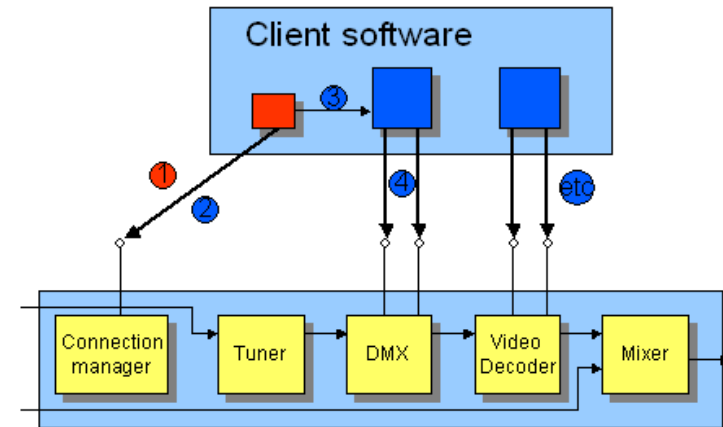 Client software
3
1
2
4
etc
Connection
manager
Tuner
DMX
Video
Decoder
Mixer